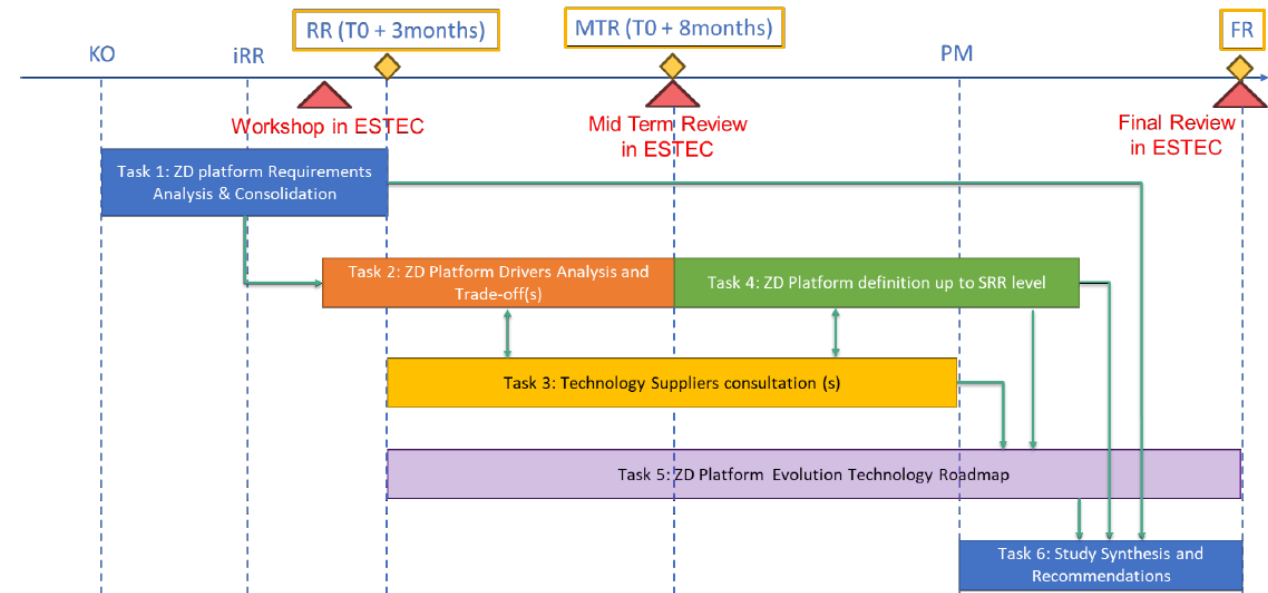 RR (T0 + 3months)
MTR (T0 + 8months)
FR
KO
iRR
PM
Workshop in ESTEC
Mid Term Review
in ESTEC
Final Review
in ESTEC
Task 1: ZD platform Requirements
Analysis & Consolidation
Task 2: ZD Platform Drivers Analysis and
Trade-off(s)
Task 4: ZD Platform definition up to SRR level
Task 3: Technology Suppliers consultation (s)
Task 5: ZD Platform Evolution Technology Roadmap
Task 6: Study Synthesis and
Recommendations